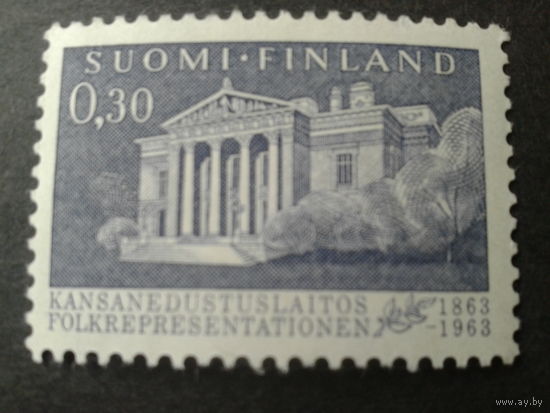 SUOMI·FINLAND
0,30
KANSANEDUSTUSLAITOS 1863
FOLKREPRESENTATIONEN -1963
www.ay.by